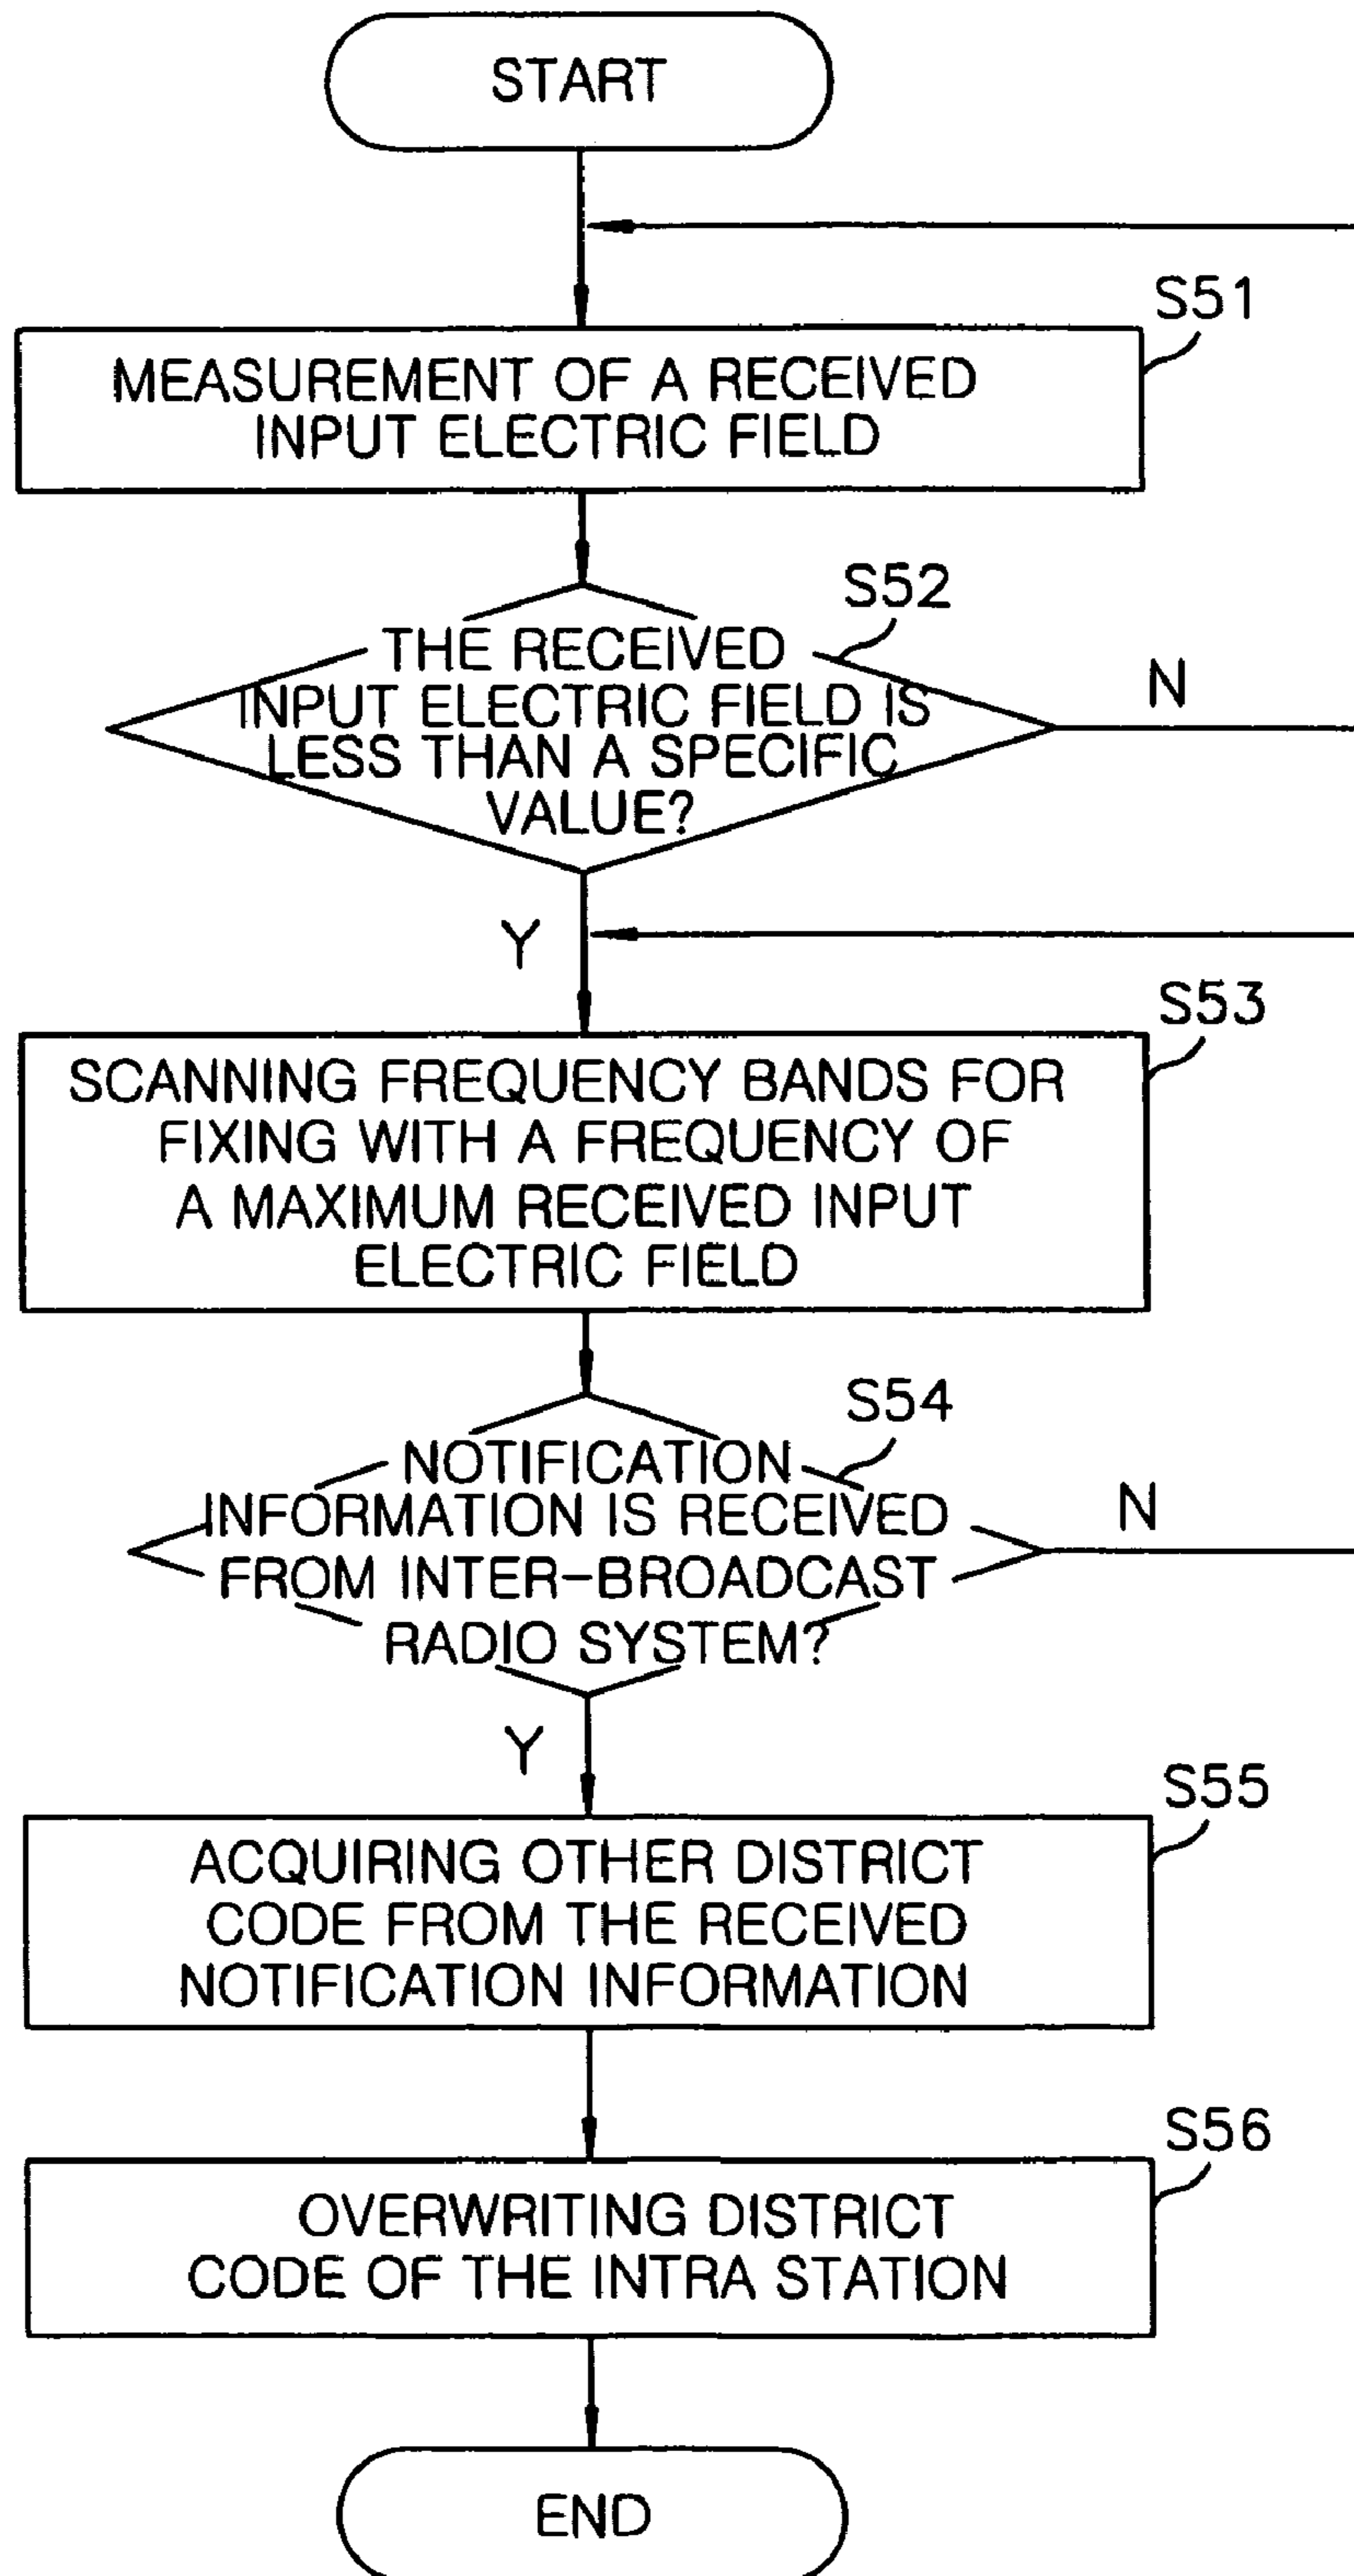 START
S51
MEASUREMENT OF A RECEIVED
INPUT ELECTRIC FIELD
S52
THE RECEIVED
INPUT ELECTRIC FIELD IS
LESS THAN A SPECIFIC
VALUE?
N
Y
S53
SCANNING FREQUENCY BANDS FOR
FIXING WITH A FREQUENCY OF
A MAXIMUM RECEIVED INPUT
ELECTRIC FIELD
S54
NOTIFICATION
INFORMATION IS RECEIVED
FROM INTER-BROADCAST
RADIO SYSTEM?
N
Y
S55
ACQUIRING OTHER DISTRICT
CODE FROM THE RECEIVED
NOTIFICATION INFORMATION
S56
OVERWRITING DISTRICT
CODE OF THE INTRA STATION
END